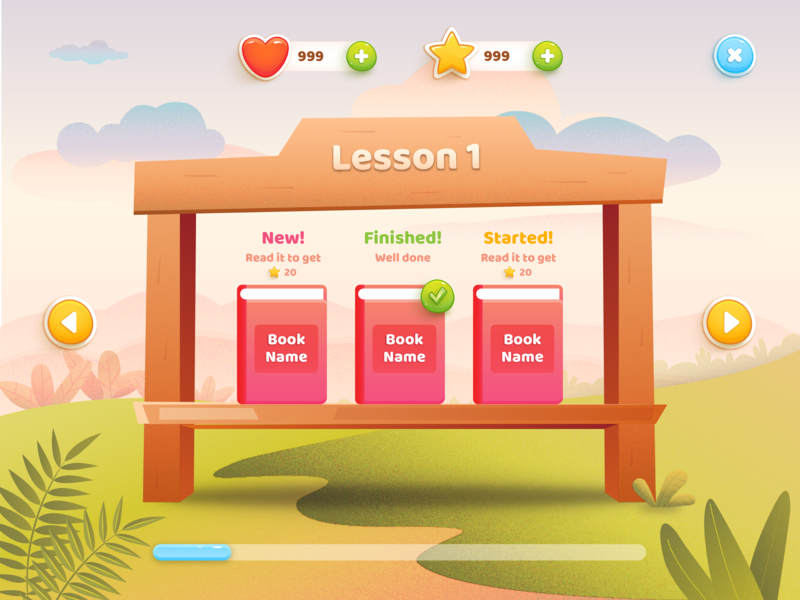 999
999
Lesson 1
New!
Read it to get
20
Finished!
Well done
Started!
Read it to get
20
Book
Name
Book
Name
Book
Name